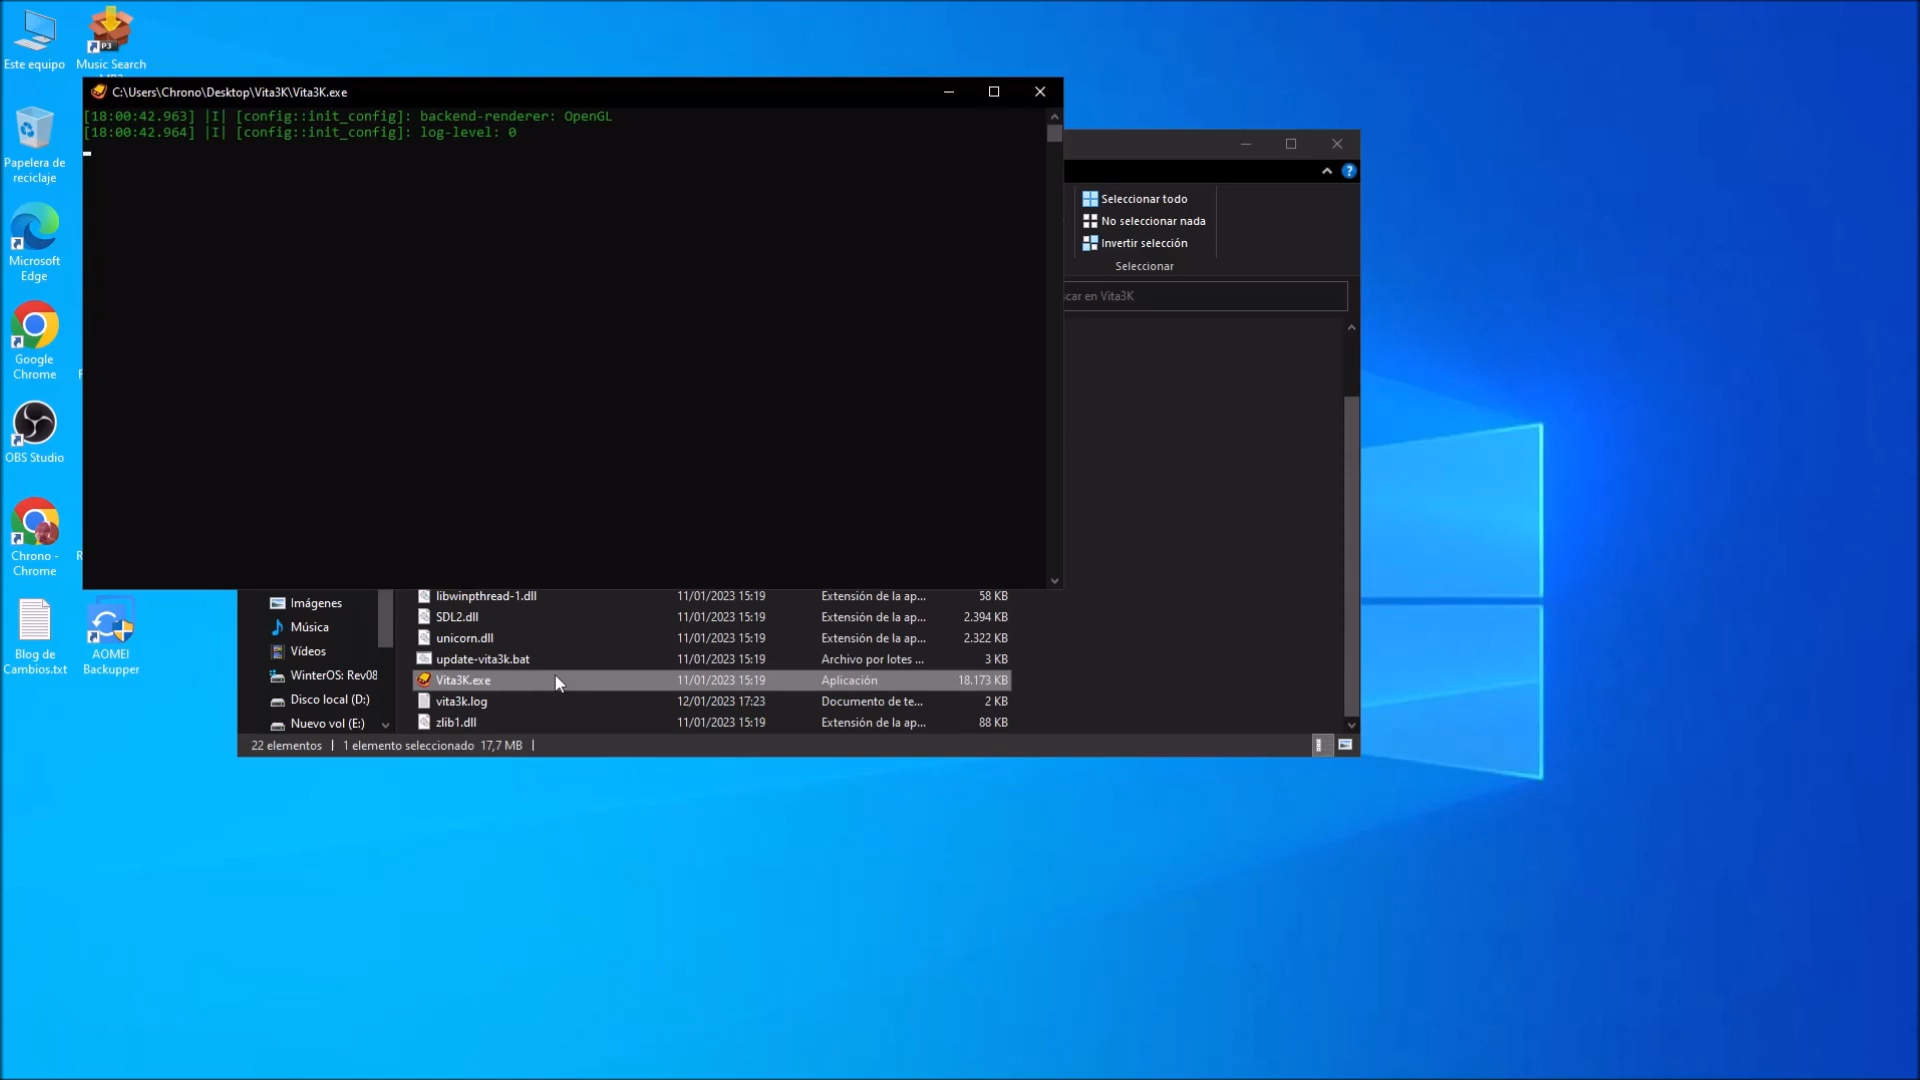 Este equipo
Music Search
Papelera de
reciclaje
Microsoft
Edge
Google
Chrome
OBS Studio
Chrono -
Chrome
Blog de
Cambios.txt
AOMEI
Backupper
C:\Users\Chrono\Desktop\Vita3K\Vita3K.exe
[18:00:42.963] |I| [config::init_config]: backend-renderer: OpenGL
[18:00:42.964] |I| [config::init_config]: log-level: 0
Seleccionar todo
No seleccionar nada
Invertir selección
Seleccionar
car en Vita3K
Imágenes
Música
Vídeos
WinterOS: Rev08
Disco local (D:)
Nuevo vol (E:)
libwinpthread-1.dll 11/01/2023 15:19 Extensión de la ap... 58 KB
SDL2.dll 11/01/2023 15:19 Extensión de la ap... 2.394 KB
unicorn.dll 11/01/2023 15:19 Extensión de la ap... 2.322 KB
update-vita3k.bat 11/01/2023 15:19 Archivo por lotes ... 3 KB
Vita3K.exe 11/01/2023 15:19 Aplicación 18.173 KB
vita3k.log 12/01/2023 17:23 Documento de te... 2 KB
zlib1.dll 11/01/2023 15:19 Extensión de la ap... 88 KB
22 elementos | 1 elemento seleccionado 17,7 MB |